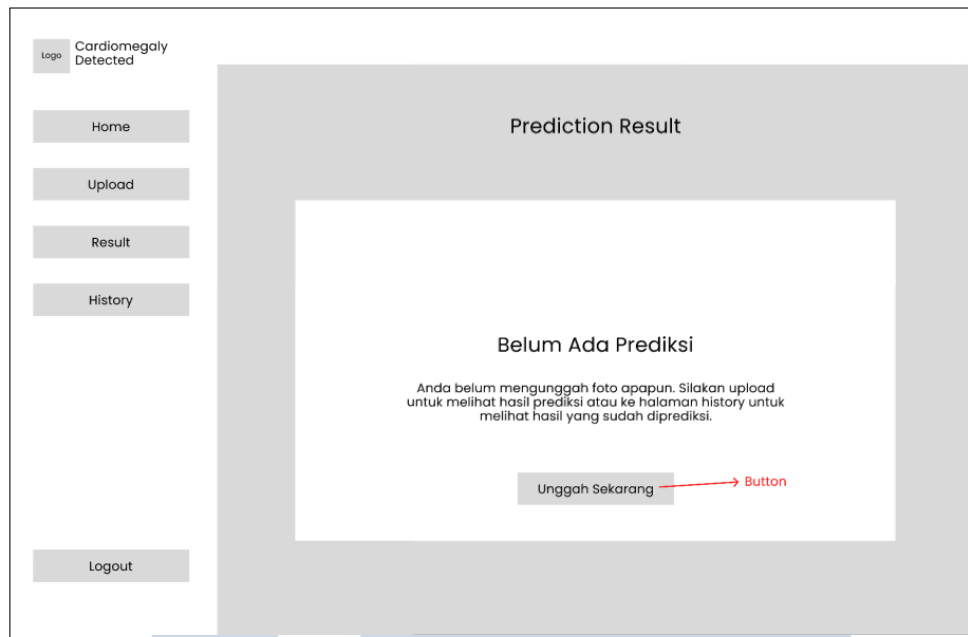 Logo
Cardiomegaly
Detected
Home
Upload
Result
History
Logout
Prediction Result
Belum Ada Prediksi
Anda belum mengunggah foto apapun. Silakan upload
untuk melihat hasil prediksi atau ke halaman history untuk
melihat hasil yang sudah diprediksi.
Unggah Sekarang
Button